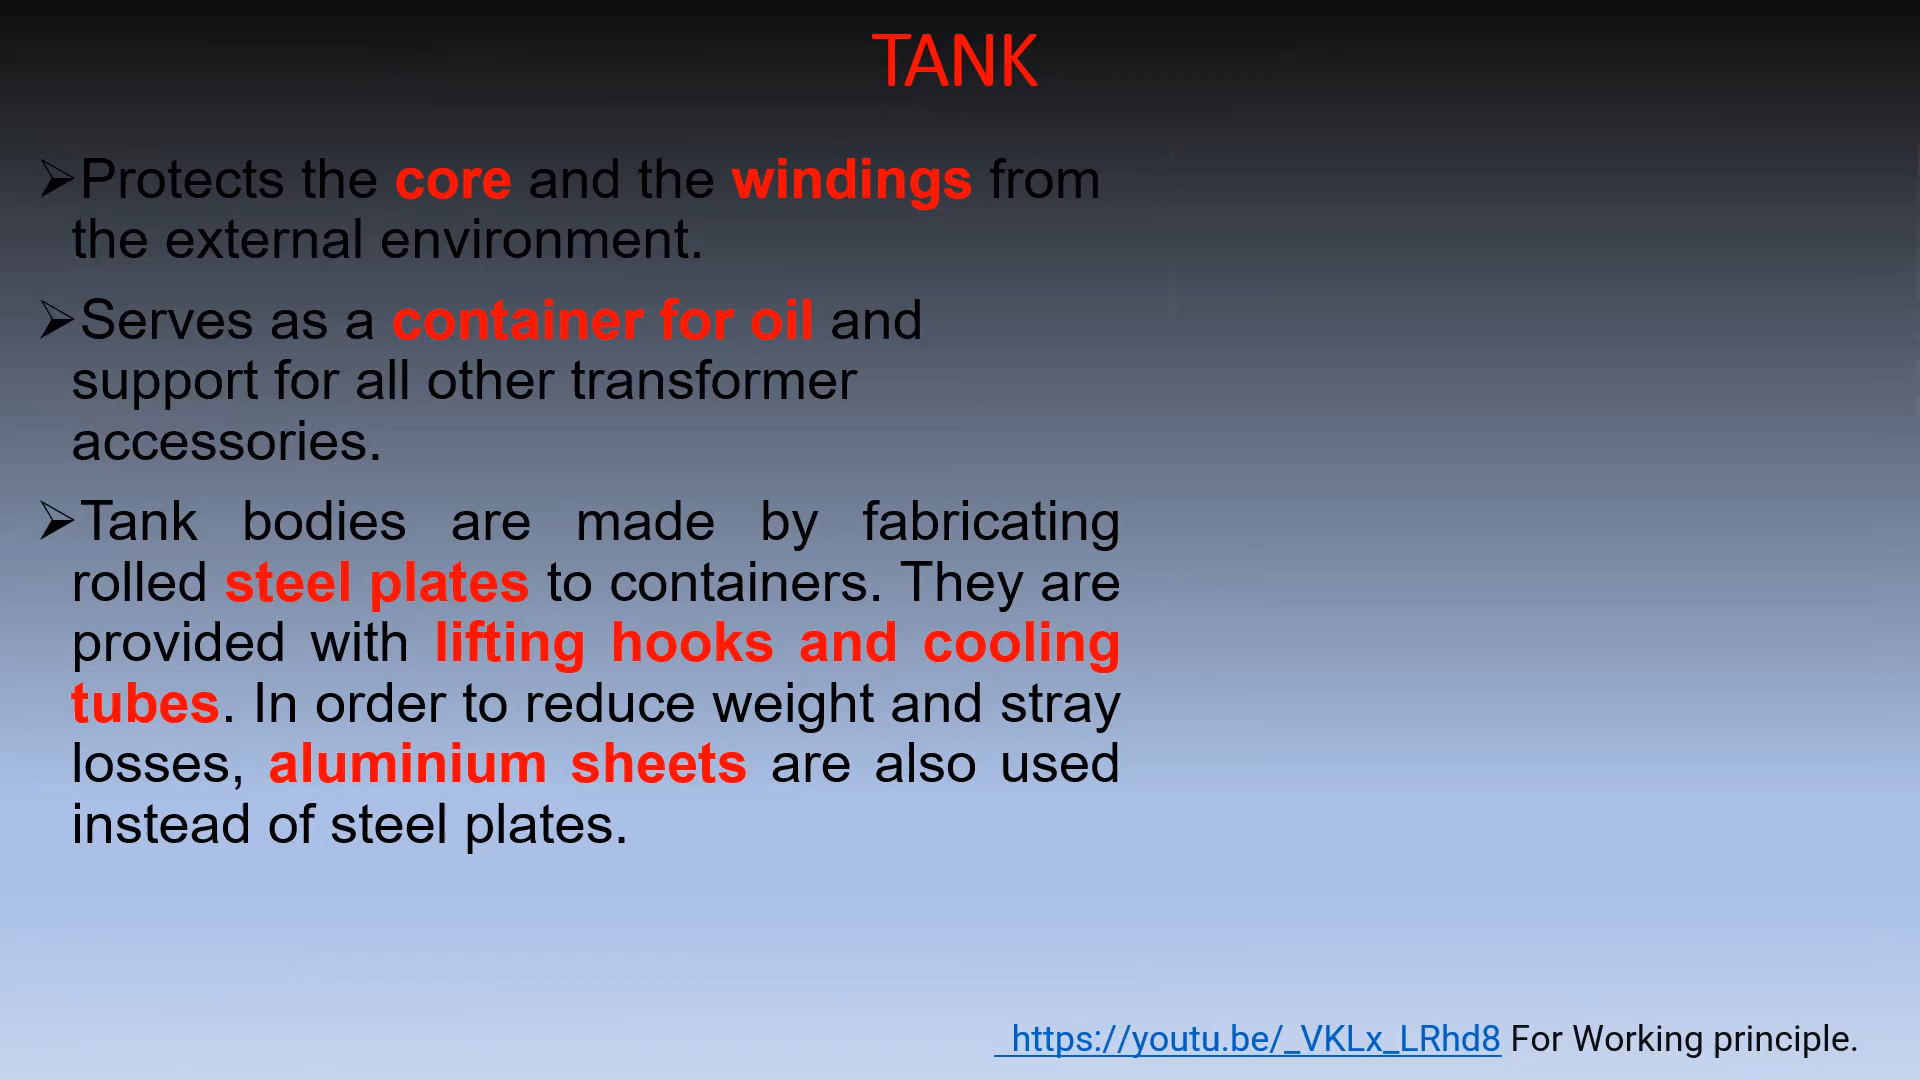 TANK
➢Protects the core and the windings from
the external environment.
➢Serves as a container for oil and
support for all other transformer
accessories.
➢Tank bodies are made by fabricating
rolled steel plates to containers. They are
provided with lifting hooks and cooling
tubes. In order to reduce weight and stray
losses, aluminium sheets are also used
instead of steel plates.
https://youtu.be/_VKLx_LRhd8 For Working principle.